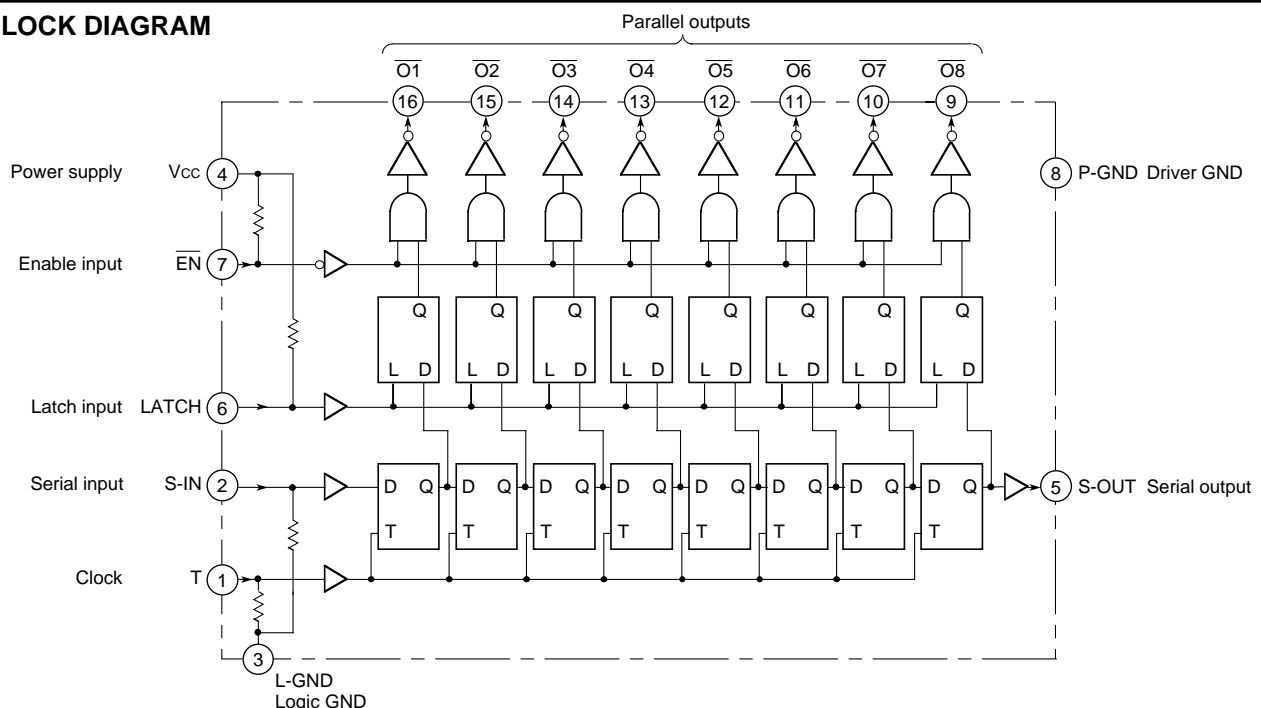 LOCK DIAGRAM
Parallel outputs
O1 O2 O3 O4 O5 O6 O7 O8
16 15 14 13 12 11 10 9
Power supply VCC 4
8 P-GND Driver GND
Enable input EN 7
Q Q Q Q Q Q Q Q
L D L D L D L D L D L D L D L D
Latch input LATCH 6
Serial input S-IN 2
D Q D Q D Q D Q D Q D Q D Q D Q
5 S-OUT Serial output
T T T T T T T T
Clock T 1
3
L-GND
Logic GND